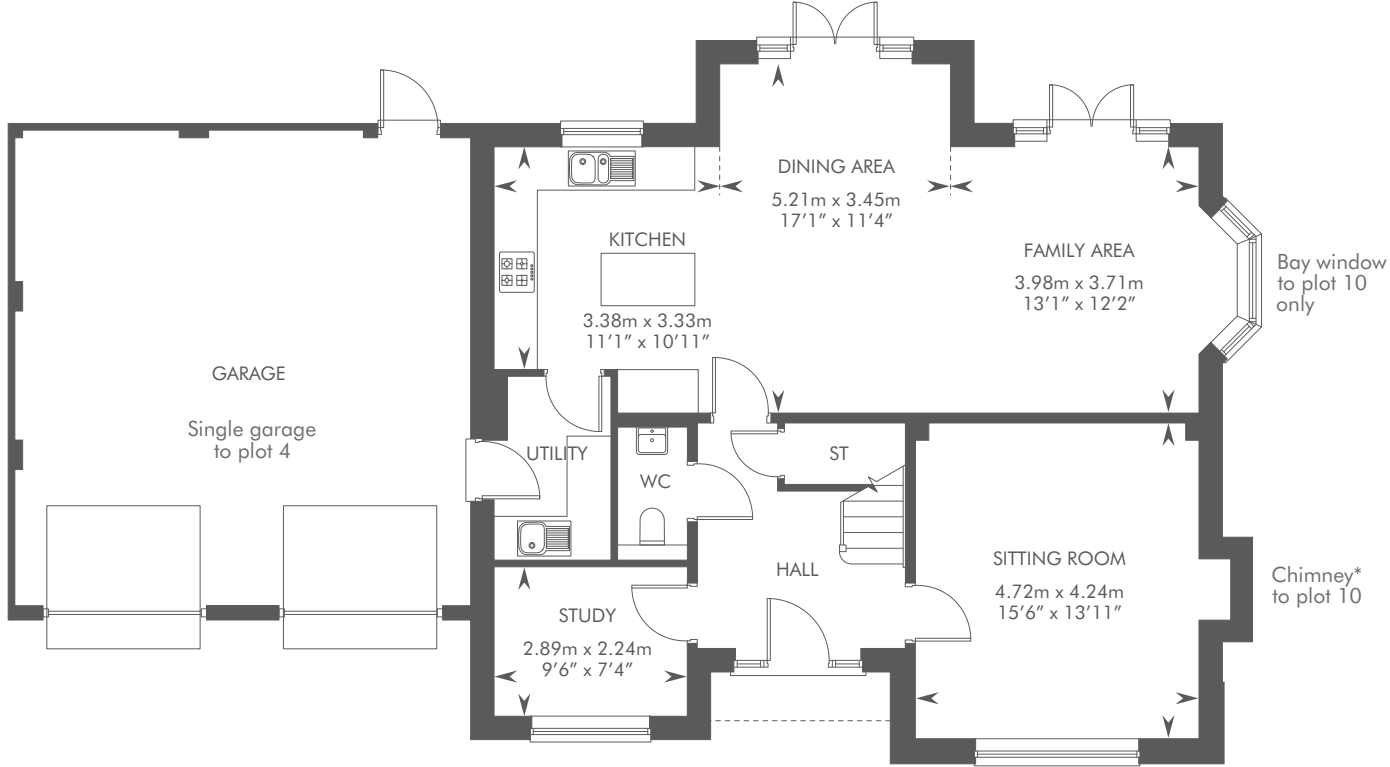 DINING AREA
5.21m x 3.45m
17’1” x 11’4”
KITCHEN
3.38m x 3.33m
11’1” x 10’11”
FAMILY AREA
3.98m x 3.71m
13’1” x 12’2”
Bay window
to plot 10
only
GARAGE
Single garage
to plot 4
UTILITY
WC
ST
HALL
STUDY
2.89m x 2.24m
9’6” x 7’4”
SITTING ROOM
4.72m x 4.24m
15’6” x 13’11”
Chimney*
to plot 10